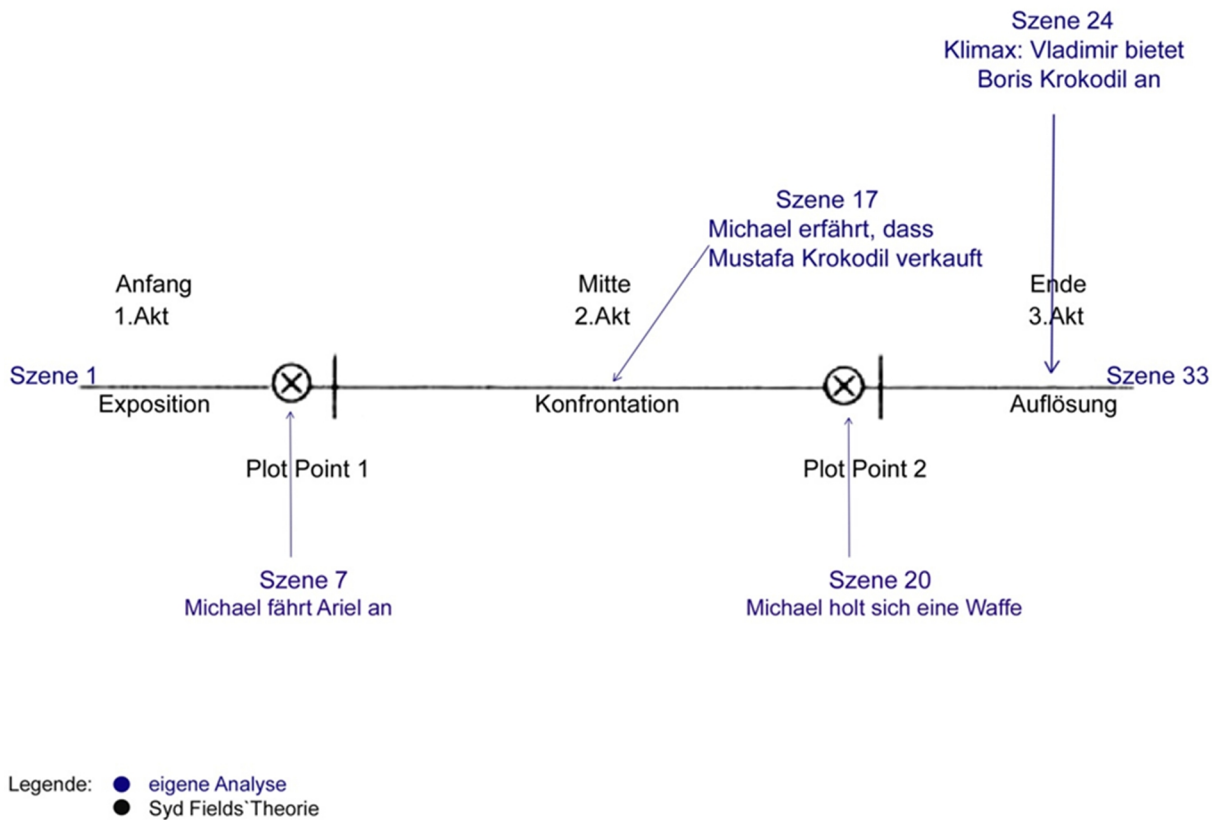 Szene 24
Klimax: Vladimir bietet
Boris Krokodil an
Szene 17
Michael erfährt, dass
Mustafa Krokodil verkauft
Anfang
1.Akt
Mitte
2.Akt
Ende
3.Akt
Szene 1
Szene 33
Exposition
Konfrontation
Auflösung
Plot Point 1
Plot Point 2
Szene 7
Michael fährt Ariel an
Szene 20
Michael holt sich eine Waffe
Legende:
eigene Analyse
Syd Fields`Theorie